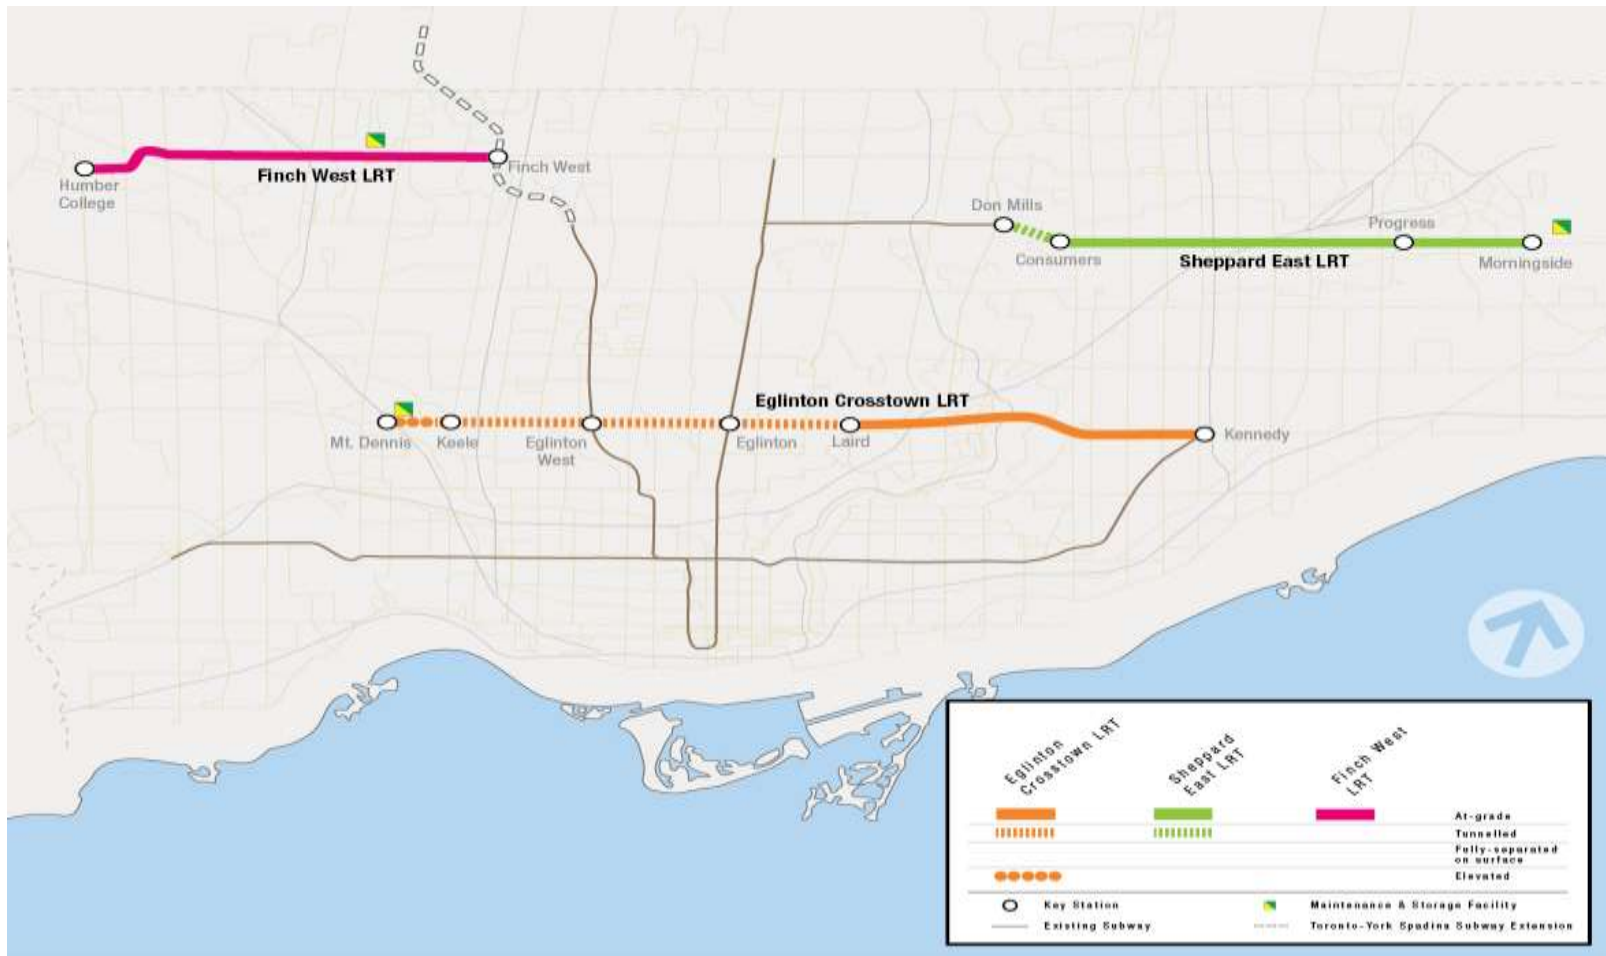 Finch West
Finch West LRT
Humber
College
Don Mills
Progress
Consumers
Sheppard East LRT
Morningside
Eglinton Crosstown LRT
Mt. Dennis
Keele
Eglinton
West
Eglinton
Laird
Kennedy
Eglinton
Crosstown LRT
Sheppard
East LRT
Finch West
LRT
At-grade
Tunnelled
Fully-separated
on surface
Elevated
Key Station
Maintenance & Storage Facility
Existing Subway
Toronto-York Spadina Subway Extension